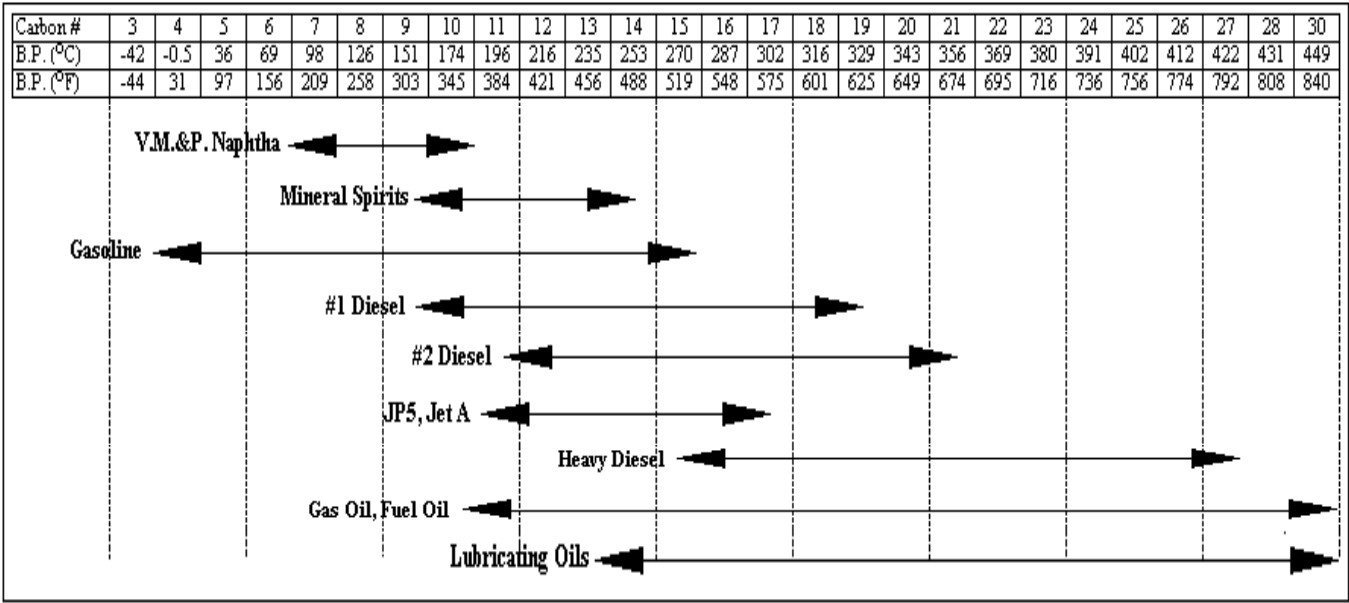 Carbon # 3 4 5 6 7 8 9 10 11 12 13 14 15 16 17 18 19 20 21 22 23 24 25 26 27 28 30
B.P. (⁰C) -42 -0.5 36 69 98 126 151 174 196 216 235 253 270 287 302 316 329 343 356 369 380 391 402 412 422 431 449
B.P. (⁰F) -44 31 97 156 209 258 303 345 384 421 456 488 519 548 575 601 625 649 674 695 716 736 756 774 792 808 840
V.M.&P. Naphtha
Mineral Spirits
Gasoline
#1 Diesel
#2 Diesel
JP5, Jet A
Heavy Diesel
Gas Oil, Fuel Oil
Lubricating Oils